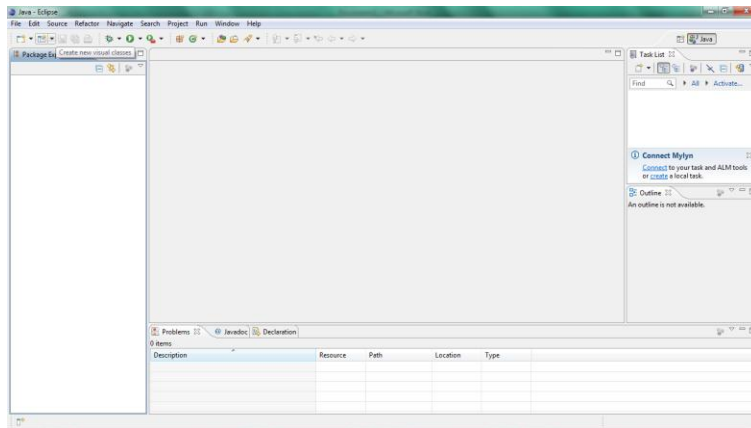 Java - Eclipse
File Edit Source Refactor Navigate Search Project Run Window Help
Java
Package Ex
Create new visual classes
Task List
Find
All
Activate...
Connect Mylyn
Connect to your task and ALM tools
or create a local task.
Outline
An outline is not available.
Problems @ Javadoc Declaration
0 items
Description Resource Path Location Type